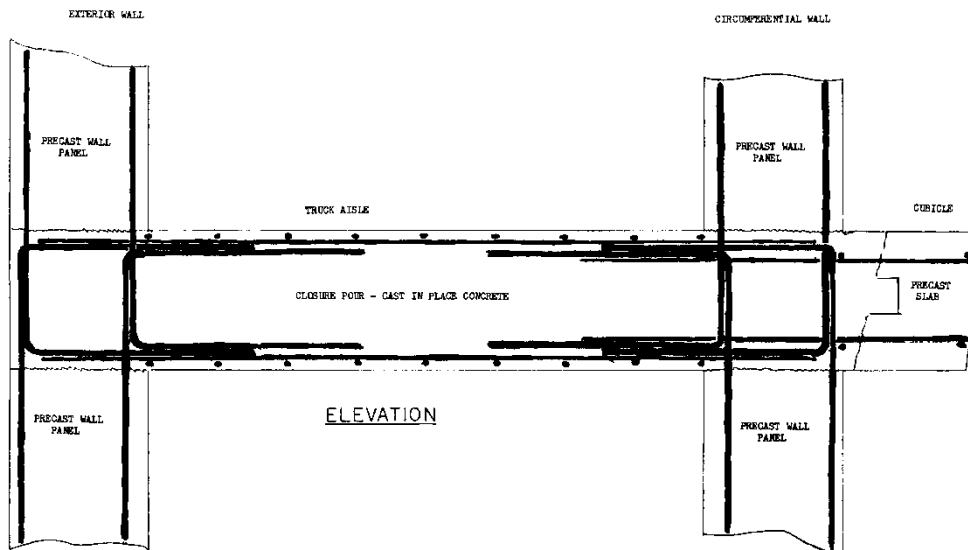 EXTERIOR WALL
CIRCUMFERENTIAL WALL
PRECAST WALL
PANEL
PRECAST WALL
PANEL
TRUCK AISLE
CUBICLE
CLOSURE POUR - CAST IN PLACE CONCRETE
PRECAST
SLAB
ELEVATION
PRECAST WALL
PANEL
PRECAST WALL
PANEL